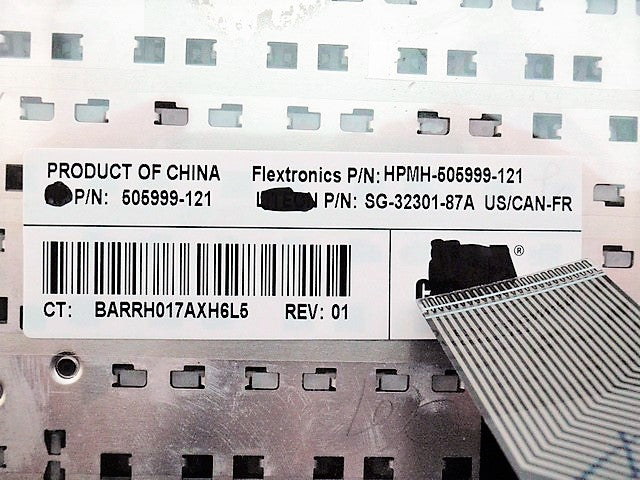 PRODUCT OF CHINA Flextronics P/N: HPMH-505999-121
P/N: 505999-121 P/N: SG-32301-87A US/CAN-FR
®
CT: BARRH017AXH6L5 REV: 01